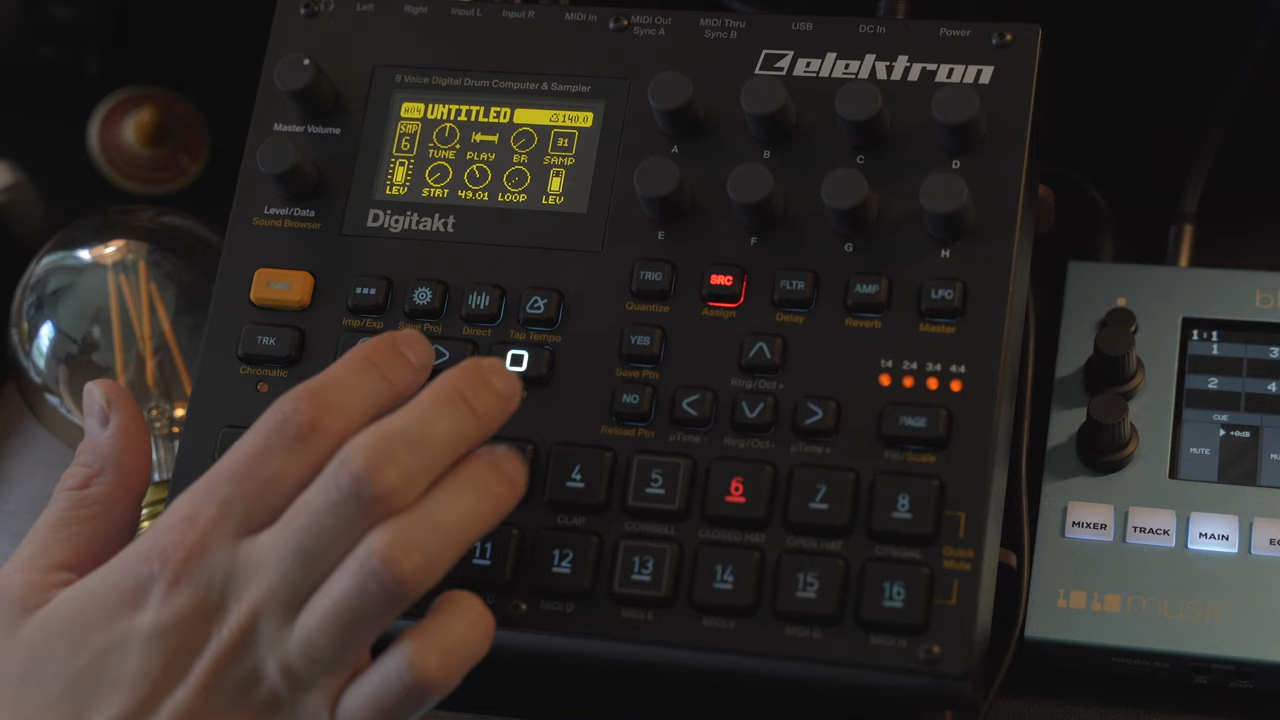 Left Right Input L Input R MIDI In MIDI Out Sync A MIDI Thru Sync B USB DC In Power
elektron
8 Voice Digital Drum Computer & Sampler
A04 UNTITLED 140.0
SMP 6
TUNE PLAY BR SAMP
31
LEV STRT 49.01 LOOP LEV
Digitakt
Master Volume
Level/Data
Sound Browser
A B C D
E F G H
FUNC
Imp/Exp Save Proj Direct Tap Tempo
TRK
Chromatic
TRIG SRC FLTR AMP LFO
Quantize Assign Delay Reverb Master
YES
Save Ptn
NO
Reload Ptn
Rtrg/Oct+
µTime- Rtrg/Oct- µTime+
1:4 2:4 3:4 4:4
PAGE
Fill/Scale
4 5 6 7 8
CLAP COWBELL CLOSED HAT OPEN HAT CYMBAL
Quick Mute
11 12 13 14 15 16
MIDI D MIDI E MIDI F MIDI G MIDI H
1:1
1 3
2 4
CUE
+0dB
MUTE
MIXER TRACK MAIN
1010music